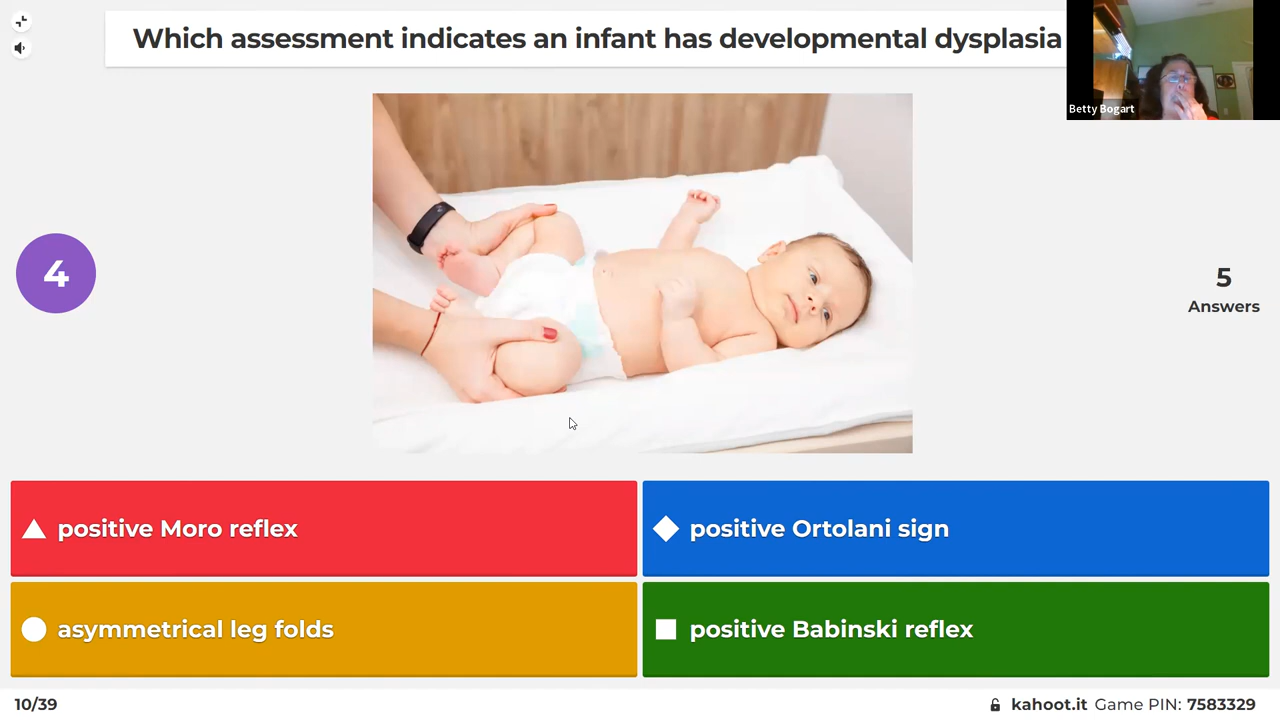 Which assessment indicates an infant has developmental dysplasia
Betty Bogart
4
5
Answers
positive Moro reflex
positive Ortolani sign
asymmetrical leg folds
positive Babinski reflex
10/39
kahoot.it Game PIN: 7583329